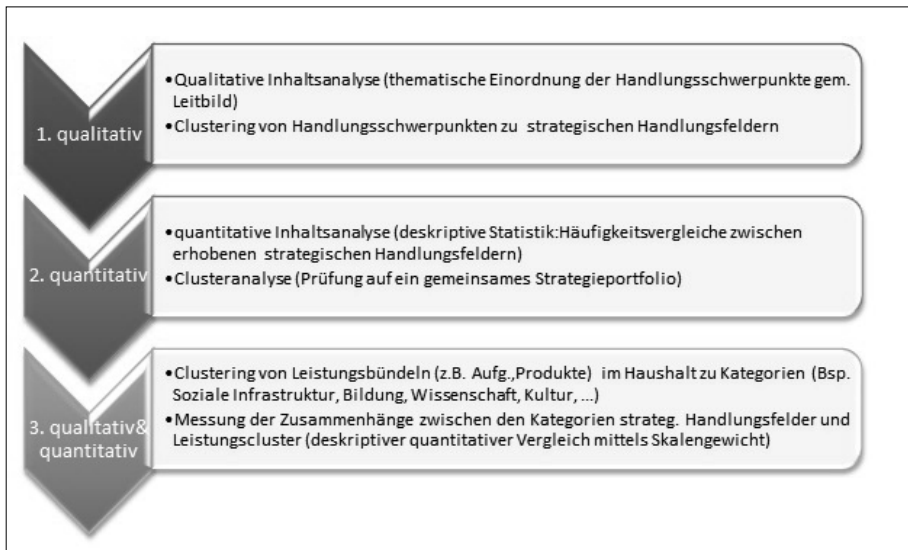 1. qualitativ
•Qualitative Inhaltsanalyse (thematische Einordnung der Handlungsschwerpunkte gem.
Leitbild)
•Clustering von Handlungsschwerpunkten zu strategischen Handlungsfeldern
2. quantitativ
•quantitative Inhaltsanalyse (deskriptive Statistik:Häufigkeitsvergleiche zwischen
erhobenen strategischen Handlungsfeldern)
•Clusteranalyse (Prüfung auf ein gemeinsames Strategieportfolio)
3. qualitativ&
quantitativ
•Clustering von Leistungsbündeln (z.B. Aufg.,Produkte) im Haushalt zu Kategorien (Bsp.
Soziale Infrastruktur, Bildung, Wissenschaft, Kultur, ...)
•Messung der Zusammenhänge zwischen den Kategorien strateg. Handlungsfelder und
Leistungscluster (deskriptiver quantitativer Vergleich mittels Skalengewicht)